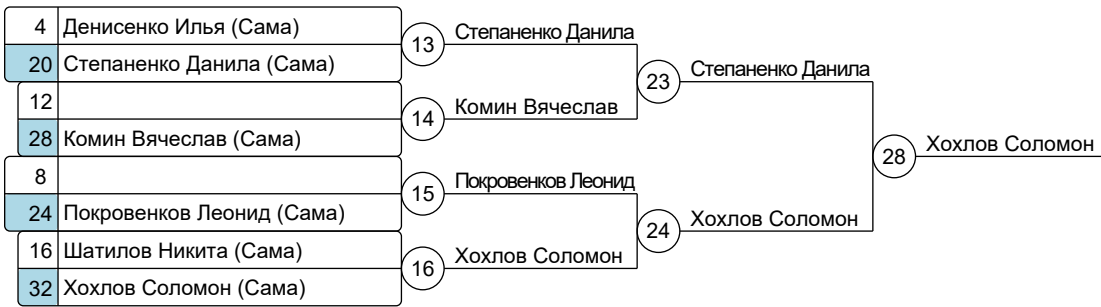 4 Денисенко Илья (Сама)
20 Степаненко Данила (Сама)
12
28 Комин Вячеслав (Сама)
8
24 Покровенков Леонид (Сама)
16 Шатилов Никита (Сама)
32 Хохлов Соломон (Сама)
13 Степаненко Данила
14 Комин Вячеслав
15 Покровенков Леонид
16 Хохлов Соломон
23 Степаненко Данила
24 Хохлов Соломон
28 Хохлов Соломон